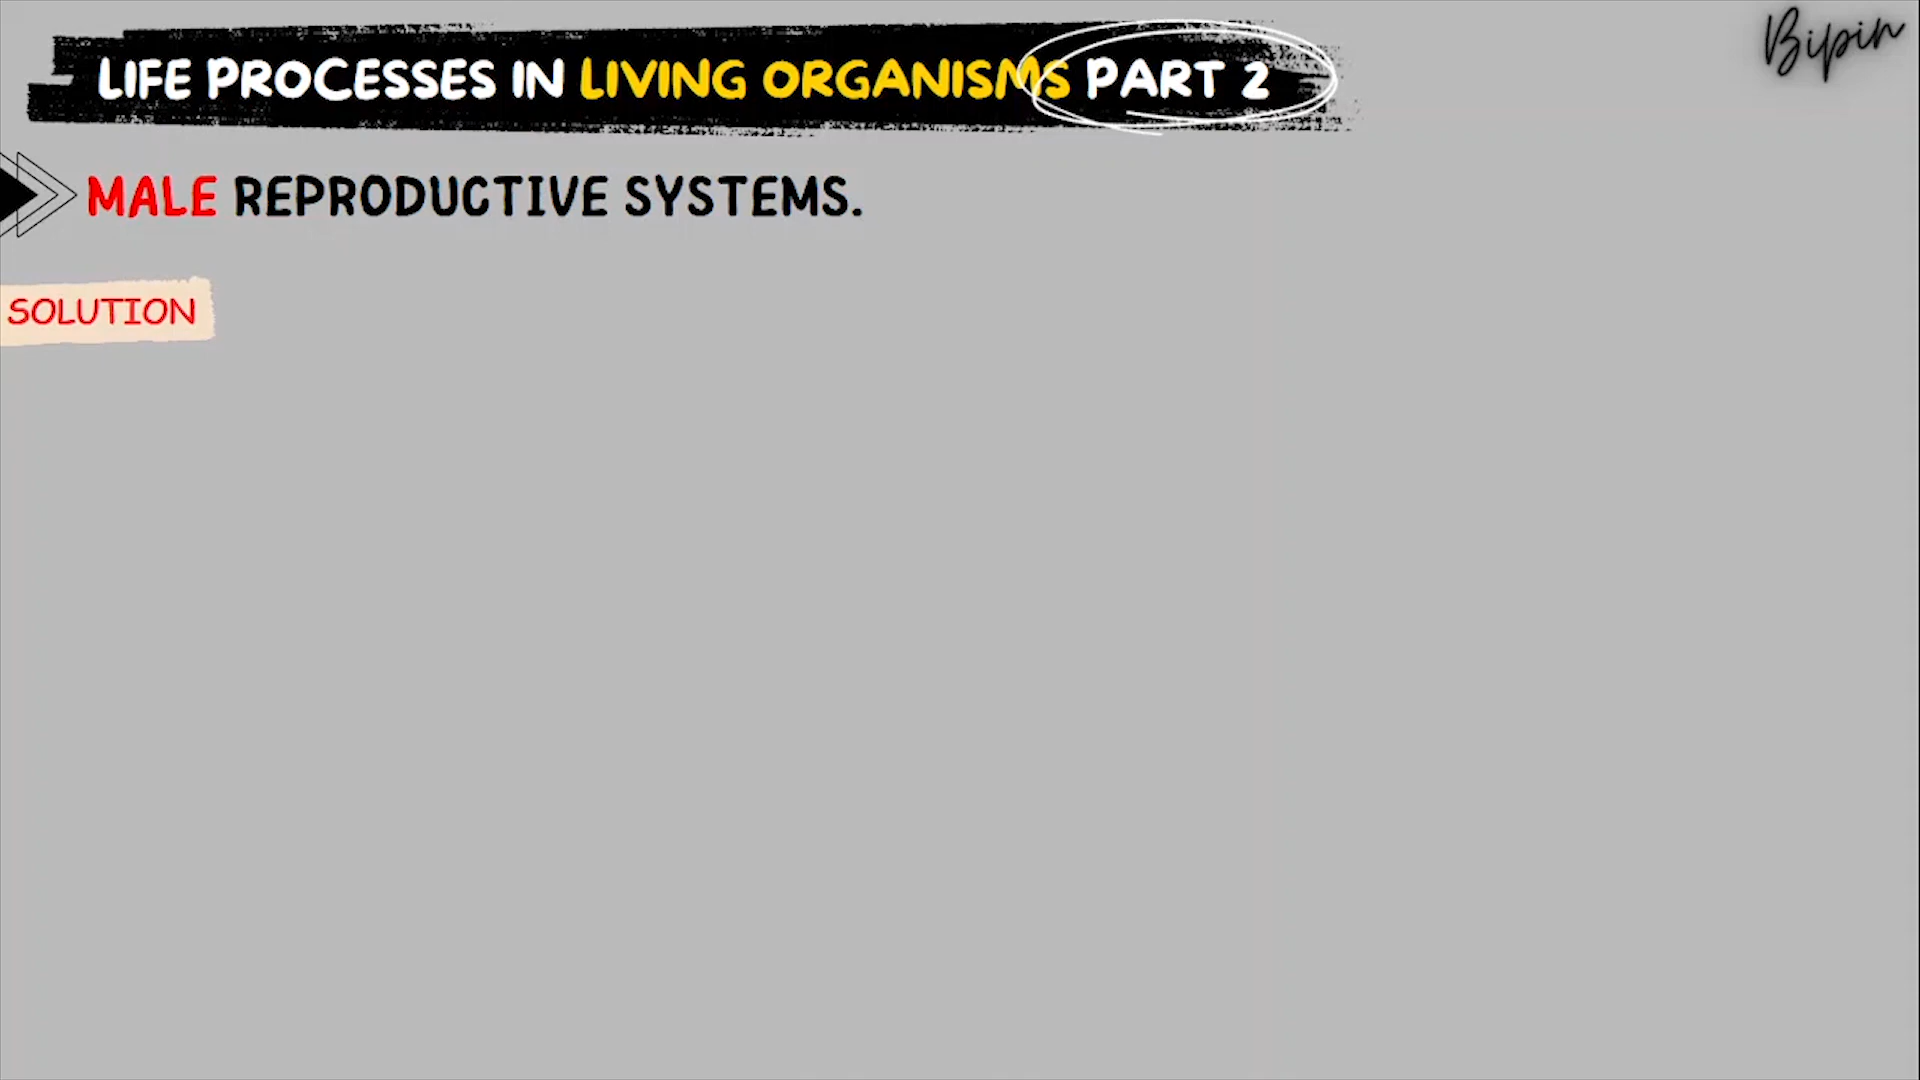 LIFE PROCESSES IN LIVING ORGANISMS PART 2
Bipin
MALE REPRODUCTIVE SYSTEMS.
SOLUTION